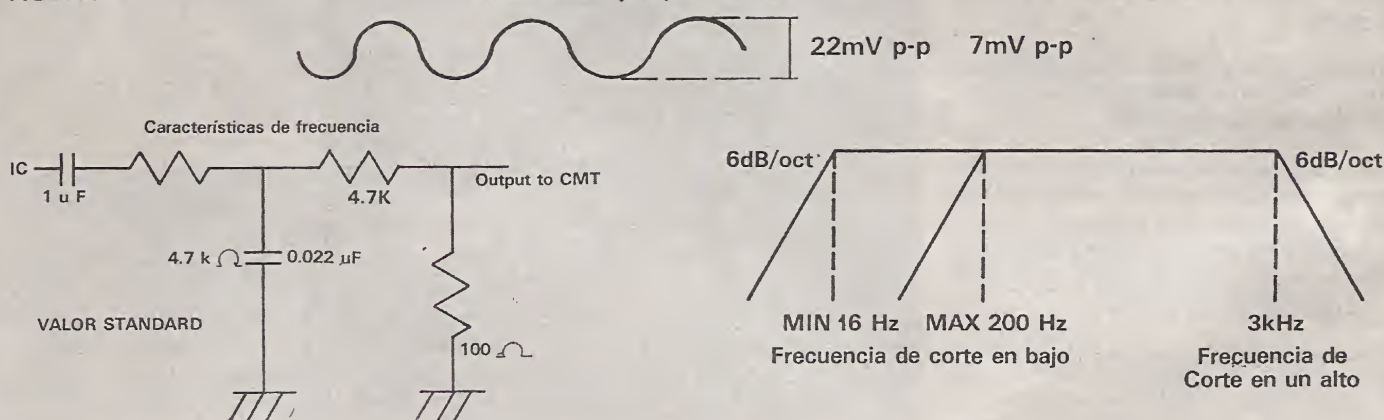 22mV p-p 7mV p-p
Características de frecuencia
IC
1 u F
4.7K
Output to CMT
4.7 k Ω 0.022 µF
VALOR STANDARD
100 Ω
6dB/oct
6dB/oct
MIN 16 Hz MAX 200 Hz 3kHz
Frecuencia de corte en bajo
Frecuencia de
Corte en un alto